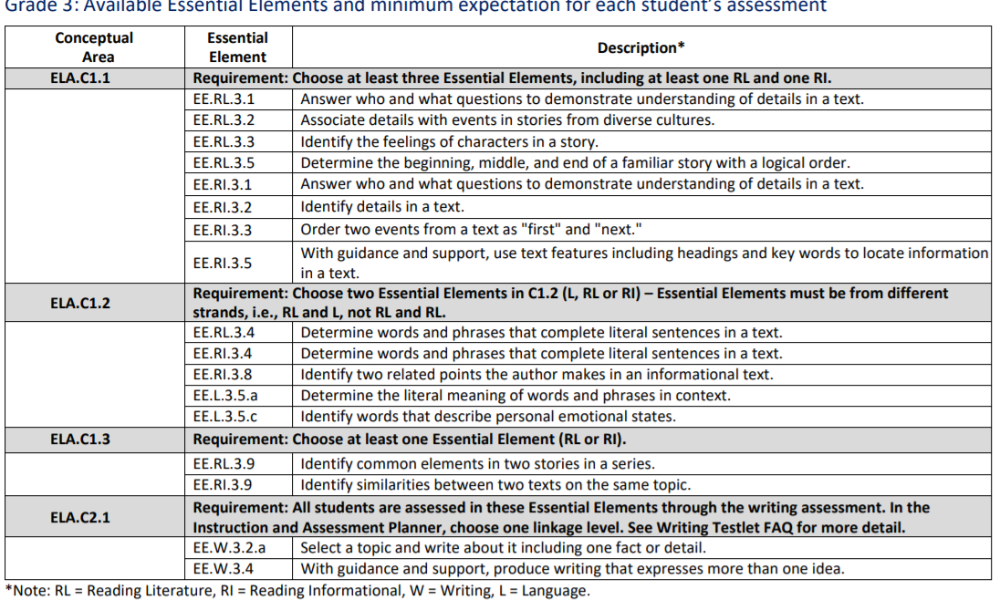 Grade 3: Available Essential Elements and minimum expectation for each student's assessment
Conceptual Area Essential Element Description*
ELA.C1.1 Requirement: Choose at least three Essential Elements, including at least one RL and one RI.
EE.RL.3.1 Answer who and what questions to demonstrate understanding of details in a text.
EE.RL.3.2 Associate details with events in stories from diverse cultures.
EE.RL.3.3 Identify the feelings of characters in a story.
EE.RL.3.5 Determine the beginning, middle, and end of a familiar story with a logical order.
EE.RI.3.1 Answer who and what questions to demonstrate understanding of details in a text.
EE.RI.3.2 Identify details in a text.
EE.RI.3.3 Order two events from a text as "first" and "next."
EE.RI.3.5 With guidance and support, use text features including headings and key words to locate information
in a text.
ELA.C1.2 Requirement: Choose two Essential Elements in C1.2 (L, RL or RI) – Essential Elements must be from different
strands, i.e., RL and L, not RL and RL.
EE.RL.3.4 Determine words and phrases that complete literal sentences in a text.
EE.RI.3.4 Determine words and phrases that complete literal sentences in a text.
EE.RI.3.8 Identify two related points the author makes in an informational text.
EE.L.3.5.a Determine the literal meaning of words and phrases in context.
EE.L.3.5.c Identify words that describe personal emotional states.
ELA.C1.3 Requirement: Choose at least one Essential Element (RL or RI).
EE.RL.3.9 Identify common elements in two stories in a series.
EE.RI.3.9 Identify similarities between two texts on the same topic.
ELA.C2.1 Requirement: All students are assessed in these Essential Elements through the writing assessment. In the
Instruction and Assessment Planner, choose one linkage level. See Writing Testlet FAQ for more detail.
EE.W.3.2.a Select a topic and write about it including one fact or detail.
EE.W.3.4 With guidance and support, produce writing that expresses more than one idea.
*Note: RL = Reading Literature, RI = Reading Informational, W = Writing, L = Language.